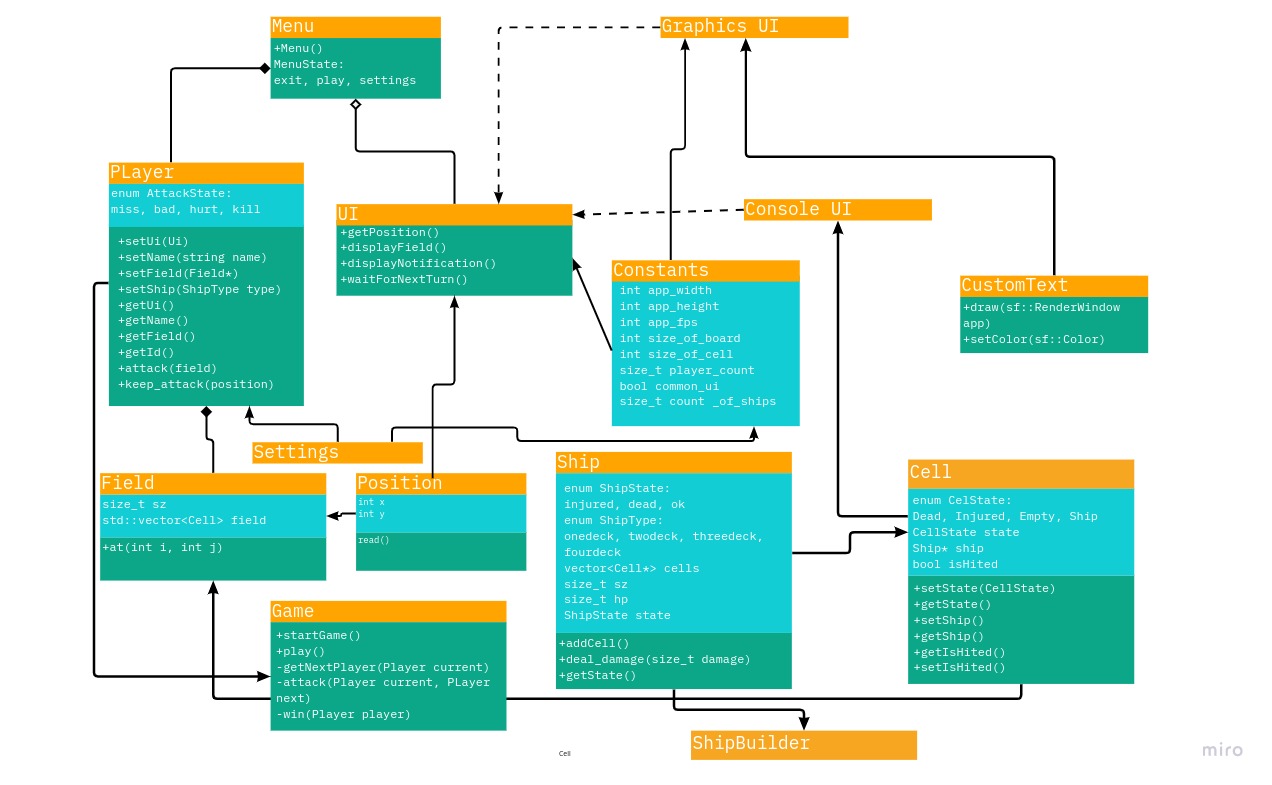 Menu
+Menu()
MenuState:
exit, play, settings
Graphics UI
PLayer
enum AttackState:
miss, bad, hurt, kill
+setUi(Ui)
+setName(string name)
+setField(Field*)
+setShip(ShipType type)
+getUi()
+getName()
+getField()
+getId()
+attack(field)
+keep_attack(position)
UI
+getPosition()
+displayField()
+displayNotification()
+waitForNextTurn()
Console UI
Constants
int app_width
int app_height
int app_fps
int size_of_board
int size_of_cell
size_t player_count
bool common_ui
size_t count _of_ships
CustomText
+draw(sf::RenderWindow
app)
+setColor(sf::Color)
Settings
Field
size_t sz
std::vector<Cell> field
+at(int i, int j)
Position
int x
int y
read()
Ship
enum ShipState:
injured, dead, ok
enum ShipType:
onedeck, twodeck, threedeck,
fourdeck
vector<Cell*> cells
size_t sz
size_t hp
ShipState state
+addCell()
+deal_damage(size_t damage)
+getState()
Cell
enum CelState:
Dead, Injured, Empty, Ship
CellState state
Ship* ship
bool isHited
+setState(CellState)
+getState()
+setShip()
+getShip()
+getIsHited()
+setIsHited()
Game
+startGame()
+play()
-getNextPlayer(Player current)
-attack(Player current, PLayer
next)
-win(Player player)
ShipBuilder
Cell
miro